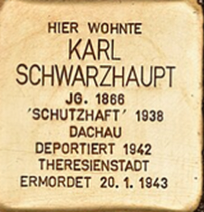 HIER WOHNTE
KARL
SCHWARZHAUPT
JG. 1866
'SCHUTZHAFT' 1938
DACHAU
DEPORTIERT 1942
THERESIENSTADT
ERMORDET 20.1.1943